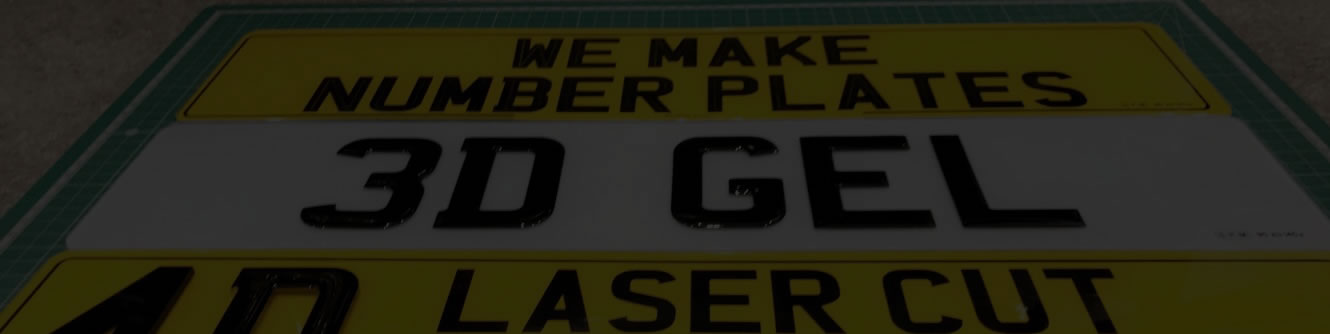 WE MAKE
NUMBER PLATES
3D GEL
4D LASER CUT